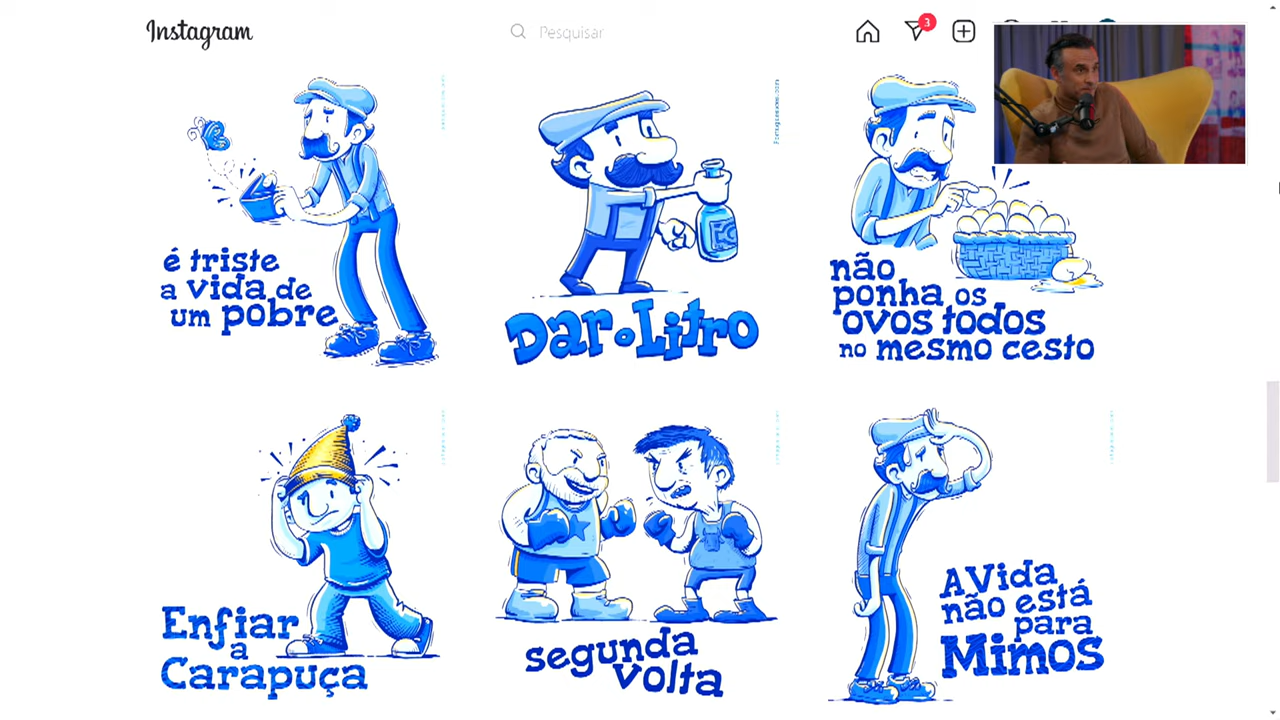 Instagram
Pesquisar
3
é triste
a vida de
um pobre
Dar o Litro
não
ponha os
ovos todos
no mesmo cesto
Enfiar
a
Carapuça
segunda
volta
A Vida
não está
para
Mimos